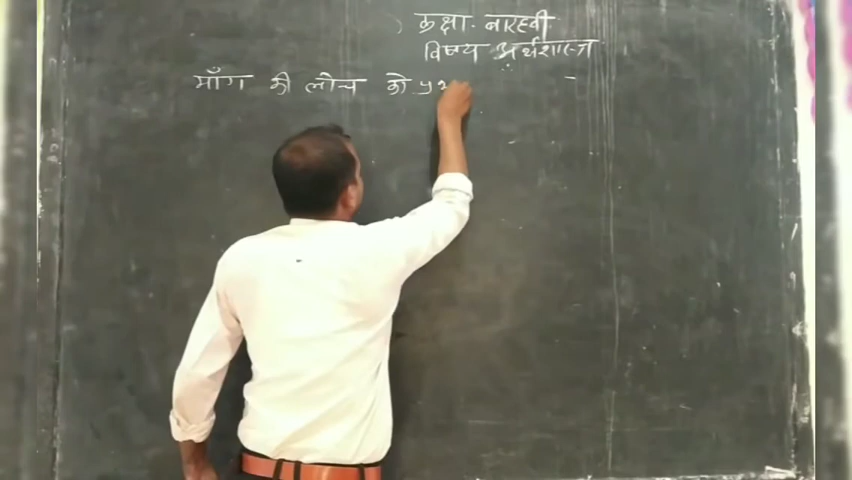 कक्षा - बारहवी
विषय अर्थशास्त्र
माँग की लोच को